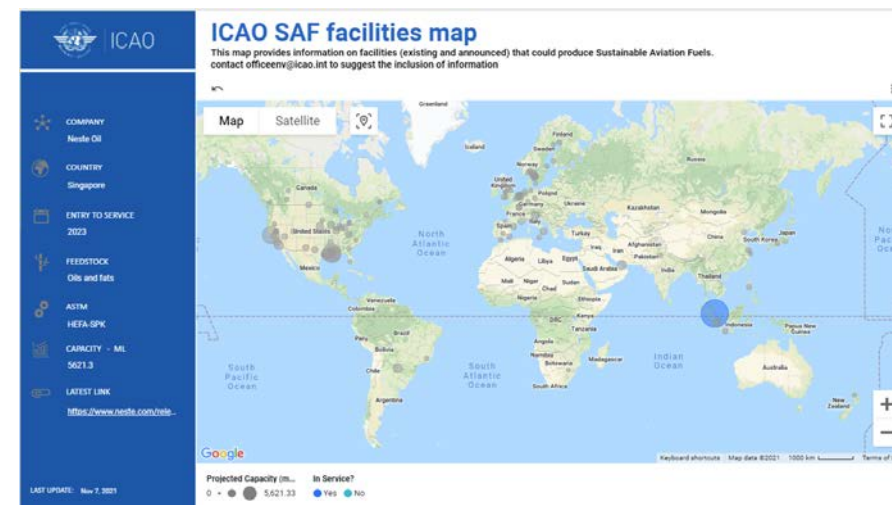 ICAO
ICAO SAF facilities map
This map provides information on facilities (existing and announced) that could produce Sustainable Aviation Fuels.
contact officeenv@icao.int to suggest the inclusion of information
COMPANY
Neste Oil
COUNTRY
Singapore
ENTRY TO SERVICE
2023
FEEDSTOCK
Oils and fats
ASTM
HEFA-SPK
CAPACITY - ML
5621.3
LATEST LINK
https://www.neste.com/rele..
LAST UPDATE: Nov 7, 2021
Map Satellite
Greenland
Iceland
Finland
Sweden
Norway
Russia
Canada
United Kingdom
Poland
Germany
Ukraine
France
Kazakhstan
Mongolia
Spain
Italy
United States
North
Atlantic
Ocean
Turkey
China
South Korea
Japan
Iraq
Iran
Afghanistan
Pakistan
Algeria
Libya
Egypt
Saudi Arabia
India
Mexico
Mali
Niger
Chad
Sudan
Thailand
Nigeria
Ethiopia
Venezuela
Colombia
DRC
Kenya
Tanzania
Indonesia
Papua New
Guinea
Brazil
Peru
Bolivia
Angola
Namibia
Botswana
Madagascar
Indian
Ocean
Australia
South
Pacific
Ocean
Chile
South
Atlantic
Ocean
South Africa
Argentina
New
Zealand
Google
Keyboard shortcuts Map data ©2021 1000 km Terms of
Projected Capacity (m... In Service?
0 5,621.33 Yes No